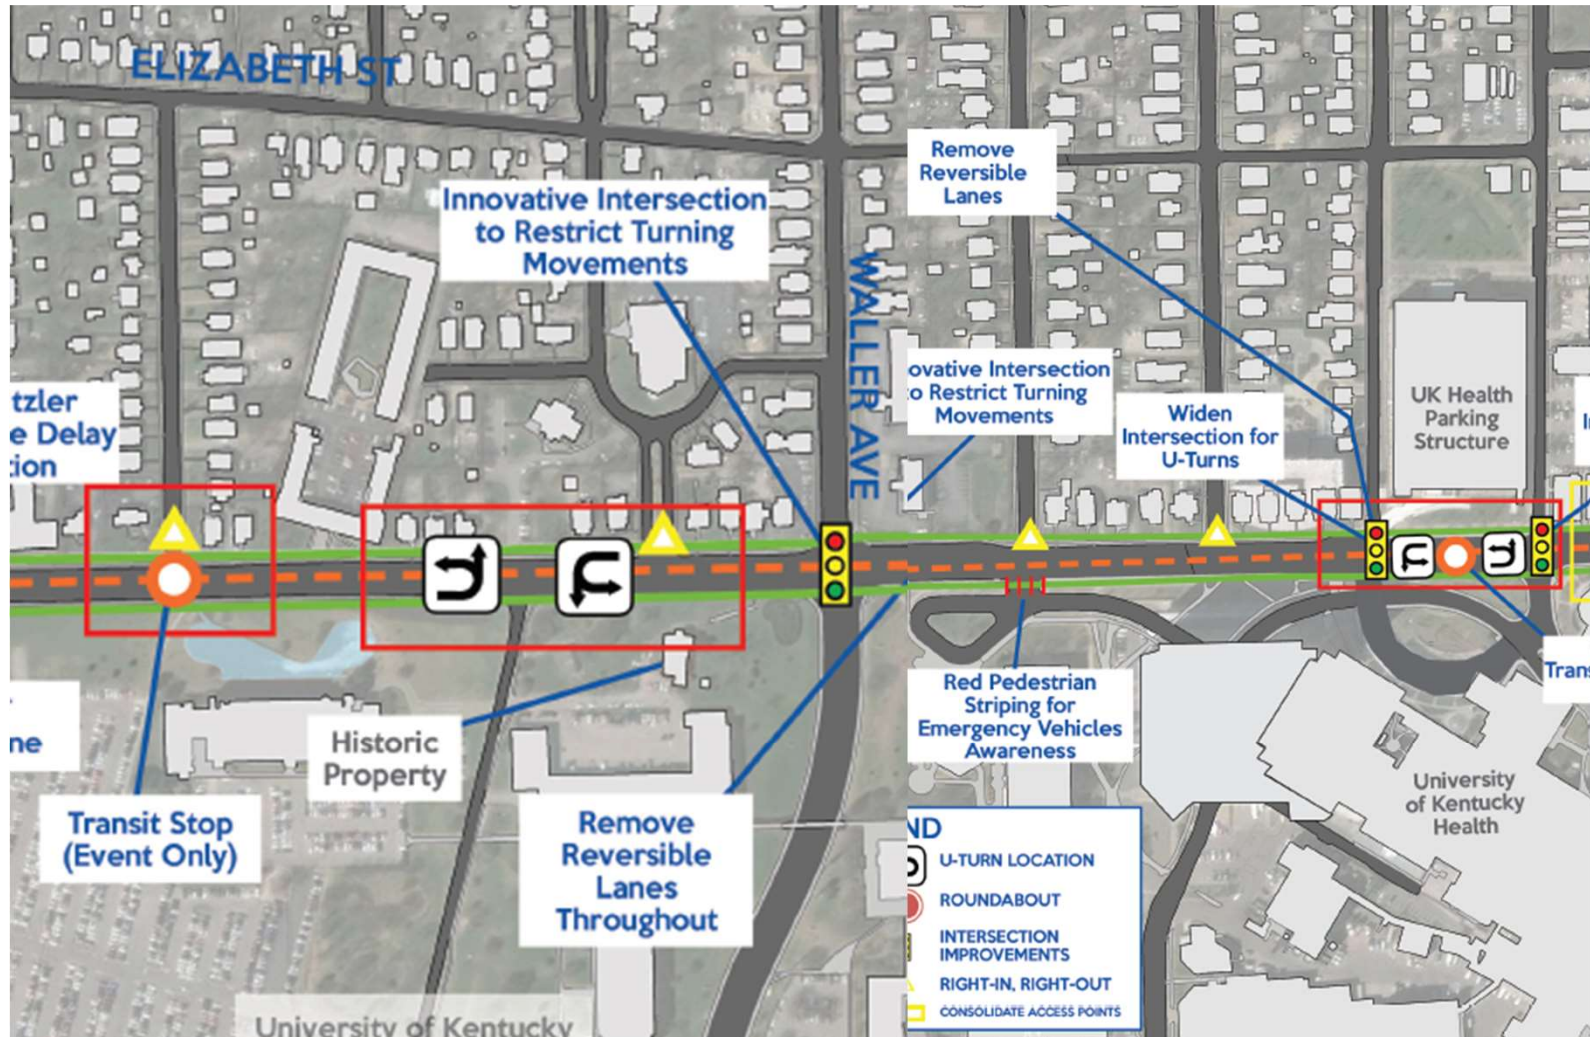 ELIZABETH ST
Innovative Intersection
to Restrict Turning
Movements
WALLER AVE
tzler
e Delay
tion
Historic
Property
ne
Transit Stop
(Event Only)
Remove
Reversible
Lanes
Throughout
University of Kentucky
Remove
Reversible
Lanes
ovative Intersection
to Restrict Turning
Movements
Widen
Intersection for
U-Turns
UK Health
Parking
Structure
Red Pedestrian
Striping for
Emergency Vehicles
Awareness
Trans
University
of Kentucky
Health
ND
U-TURN LOCATION
ROUNDABOUT
INTERSECTION
IMPROVEMENTS
RIGHT-IN, RIGHT-OUT
CONSOLIDATE ACCESS POINTS